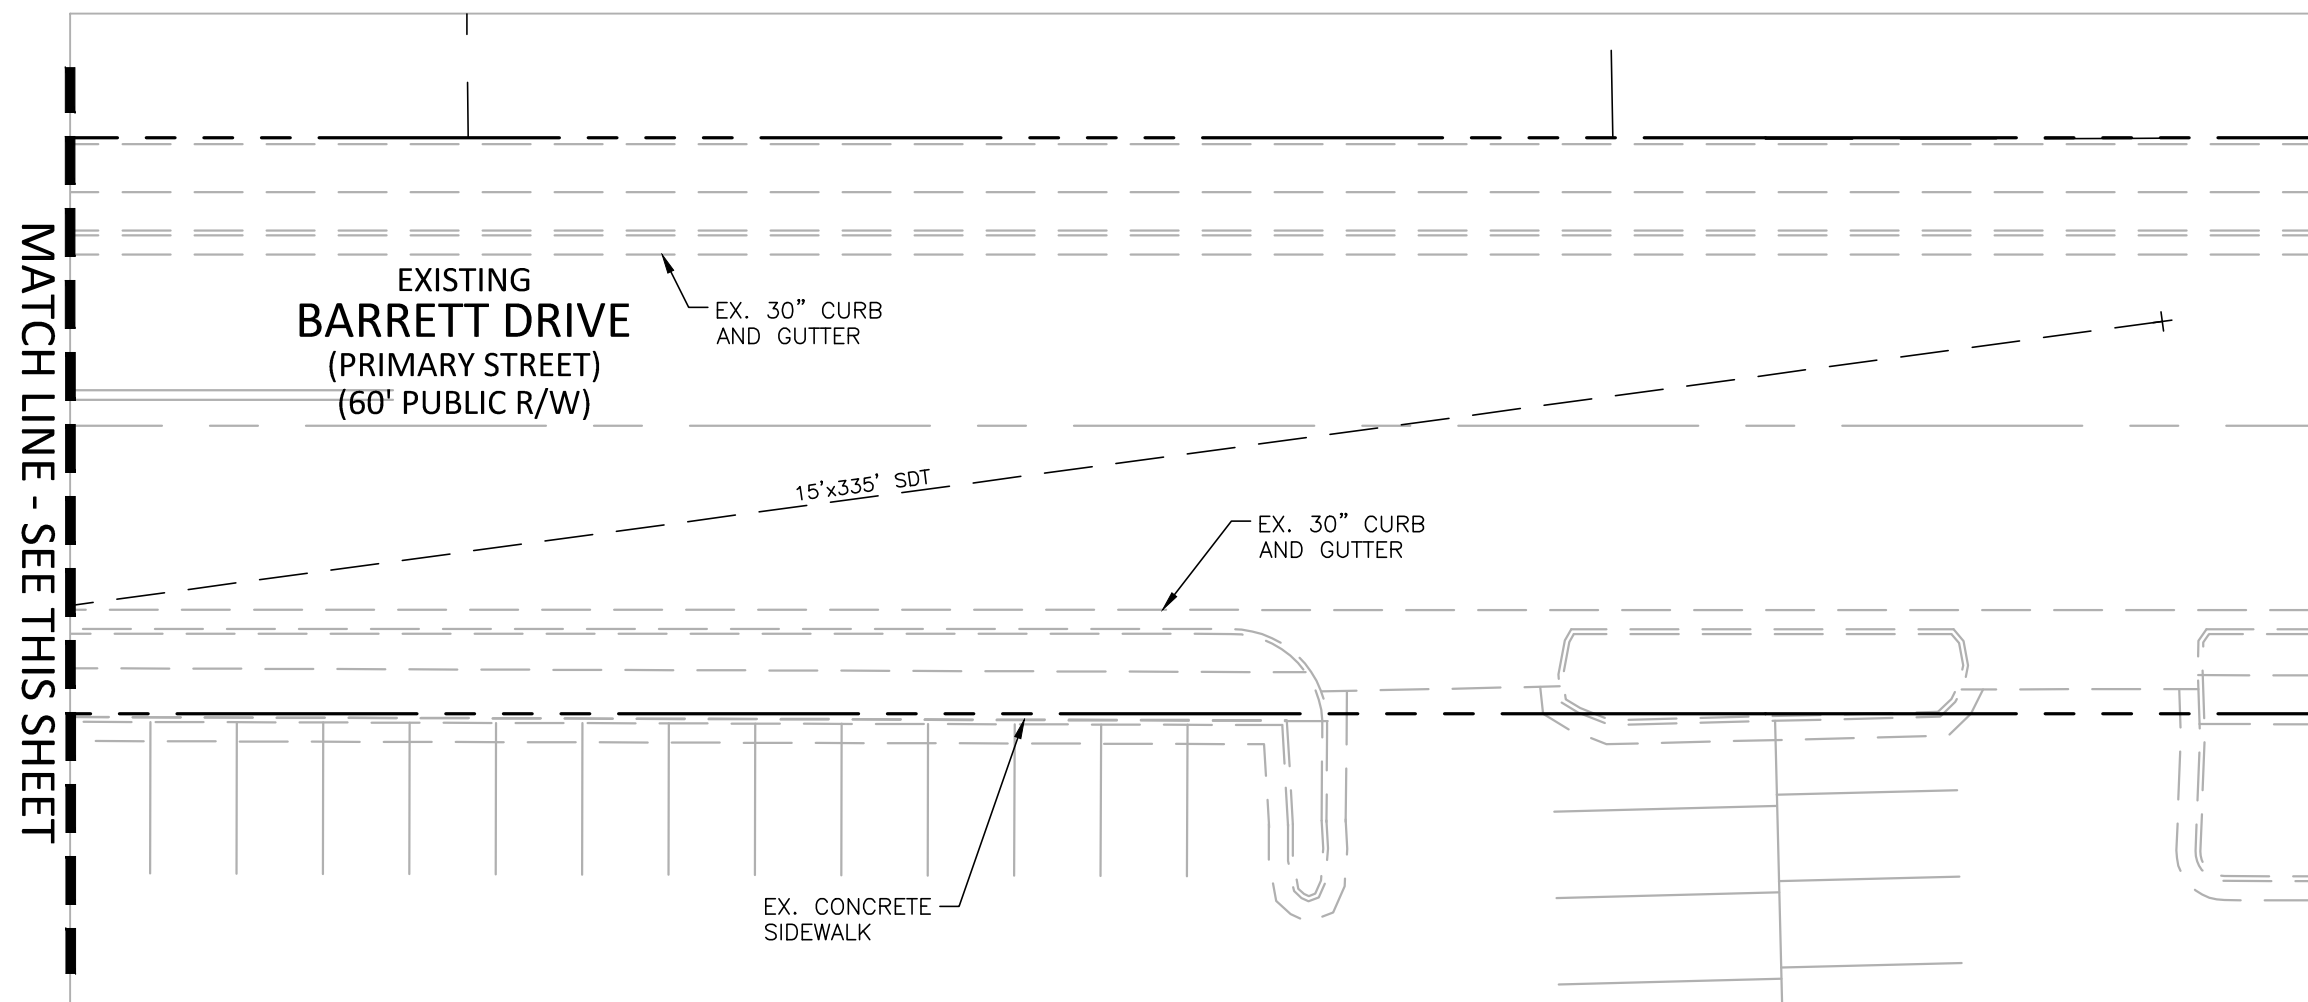 MATCH LINE - SEE THIS SHEET
EXISTING
BARRETT DRIVE
(PRIMARY STREET)
(60' PUBLIC R/W)
EX. 30” CURB
AND GUTTER
15'x335' SDT
EX. 30” CURB
AND GUTTER
EX. CONCRETE
SIDEWALK